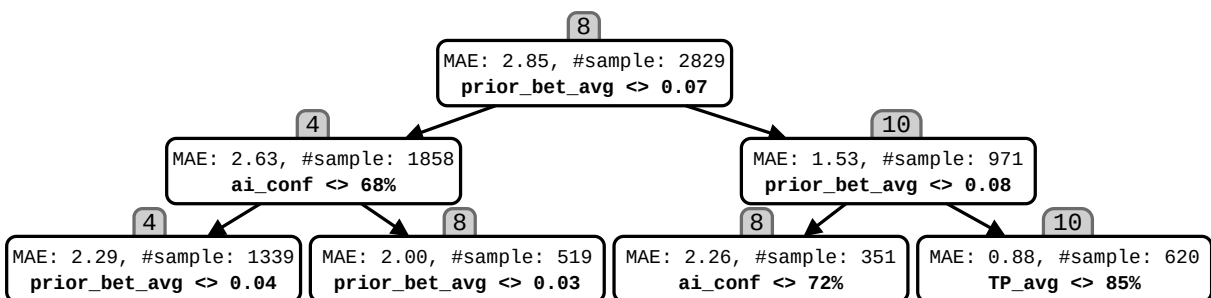 8
MAE: 2.85, #sample: 2829
prior_bet_avg <> 0.07
4
MAE: 2.63, #sample: 1858
ai_conf <> 68%
10
MAE: 1.53, #sample: 971
prior_bet_avg <> 0.08
4
MAE: 2.29, #sample: 1339
prior_bet_avg <> 0.04
8
MAE: 2.00, #sample: 519
prior_bet_avg <> 0.03
8
MAE: 2.26, #sample: 351
ai_conf <> 72%
10
MAE: 0.88, #sample: 620
TP_avg <> 85%